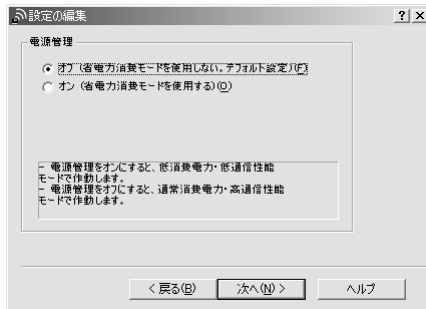 設定の編集
電源管理
オフ (省電力消費モードを使用しない。デフォルト設定)(F)
オン (省電力消費モードを使用する)(O)
- 電源管理をオンにすると、低消費電力・低通信性能
モードで作動します。
- 電源管理をオフにすると、通常消費電力・高通信性能
モードで作動します。
< 戻る(B) 次へ(N) > ヘルプ